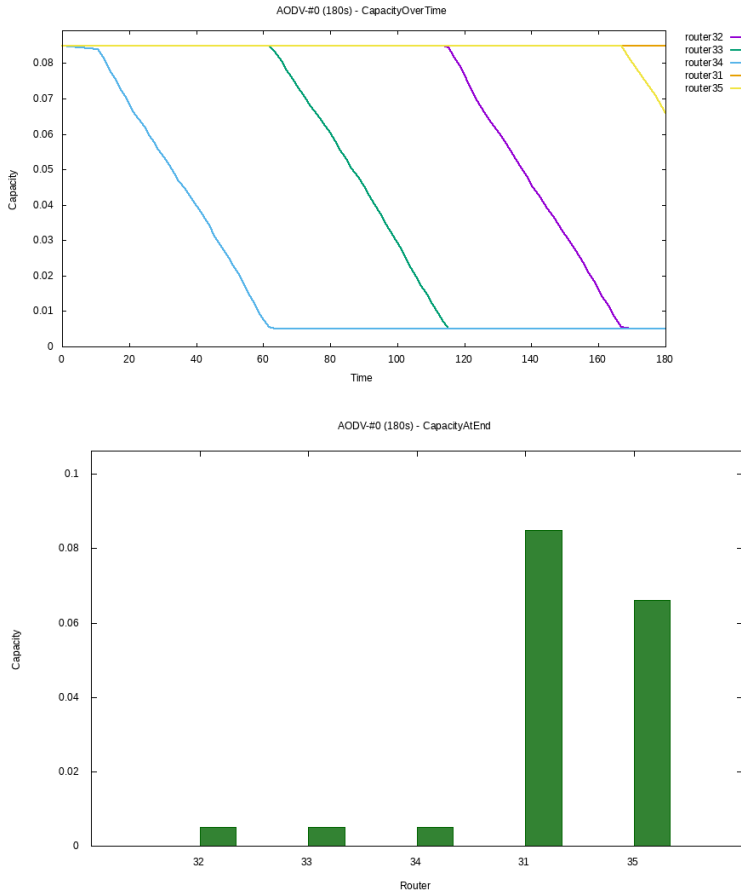 AODV-#0 (180s) - CapacityOverTime
router32
router33
router34
router31
router35
0.08
0.07
0.06
0.05
0.04
0.03
0.02
0.01
0
Capacity
0 20 40 60 80 100 120 140 160 180
Time
AODV-#0 (180s) - CapacityAtEnd
0.1
0.08
0.06
0.04
0.02
0
Capacity
32 33 34 31 35
Router